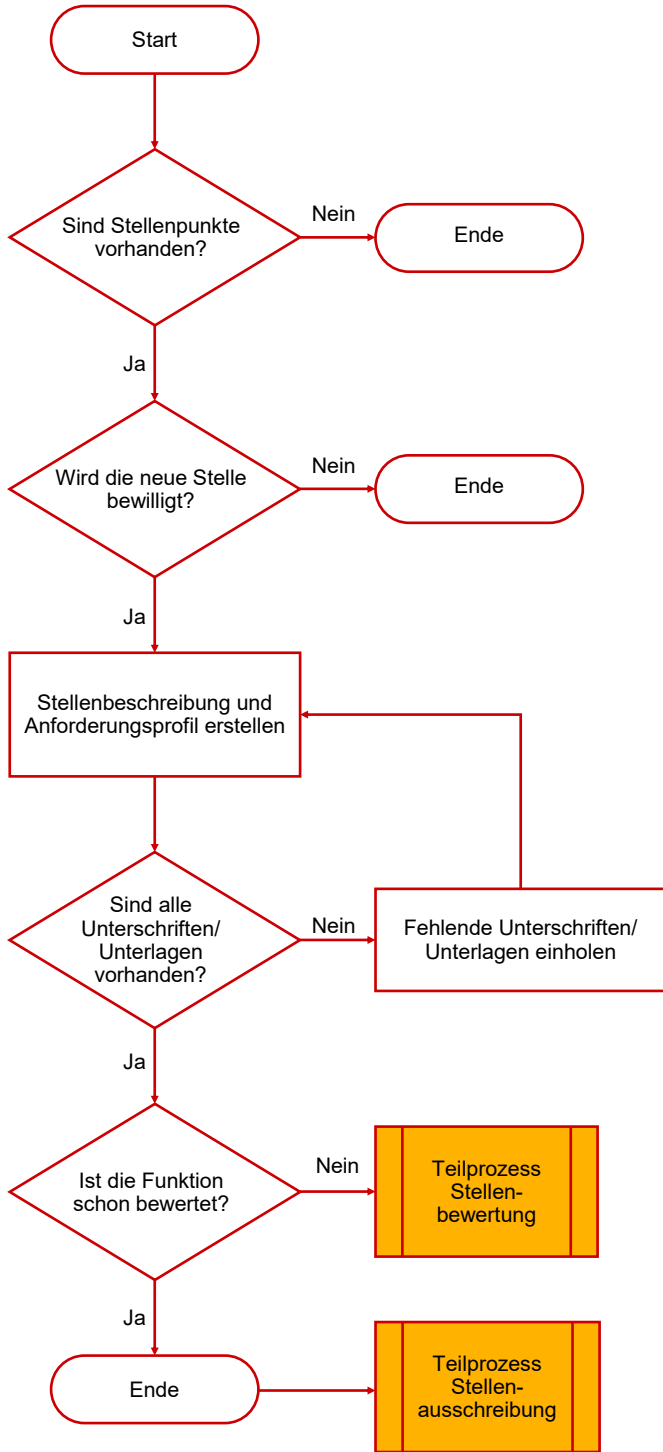 Start
Sind Stellenpunkte
vorhanden?
Nein
Ende
Ja
Wird die neue Stelle
bewilligt?
Nein
Ende
Ja
Stellenbeschreibung und
Anforderungsprofil erstellen
Sind alle
Unterschriften/
Unterlagen
vorhanden?
Nein
Fehlende Unterschriften/
Unterlagen einholen
Ja
Ist die Funktion
schon bewertet?
Nein
Teilprozess
Stellen-
bewertung
Ja
Ende
Teilprozess
Stellen-
ausschreibung